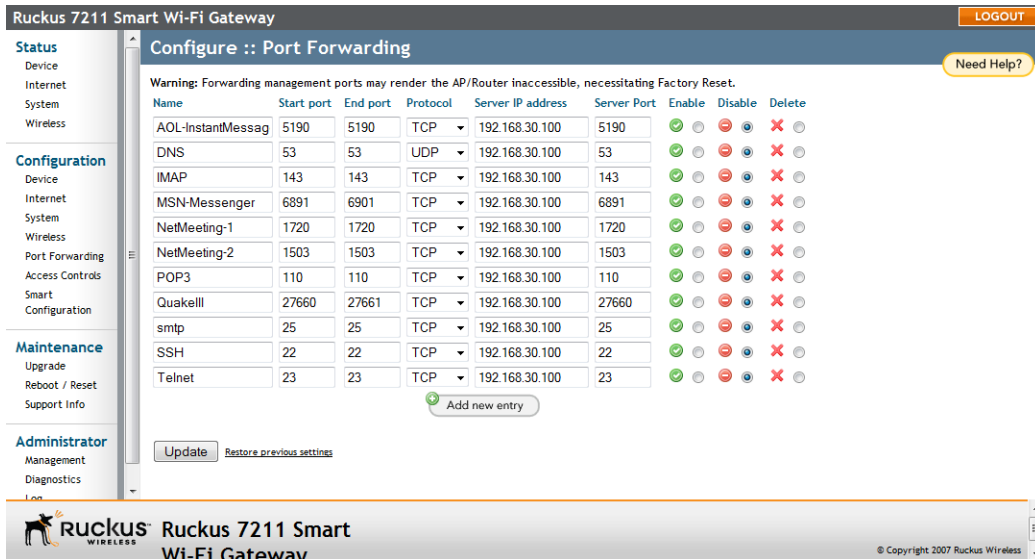 Ruckus 7211 Smart Wi-Fi Gateway
LOGOUT
Status
Device
Internet
System
Wireless
Configuration
Device
Internet
System
Wireless
Port Forwarding
Access Controls
Smart
Configuration
Maintenance
Upgrade
Reboot / Reset
Support Info
Administrator
Management
Diagnostics
Log
Configure :: Port Forwarding
Need Help?
Warning: Forwarding management ports may render the AP/Router inaccessible, necessitating Factory Reset.
Name Start port End port Protocol Server IP address Server Port Enable Disable Delete
AOL-InstantMessag 5190 5190 TCP 192.168.30.100 5190
DNS 53 53 UDP 192.168.30.100 53
IMAP 143 143 TCP 192.168.30.100 143
MSN-Messenger 6891 6901 TCP 192.168.30.100 6891
NetMeeting-1 1720 1720 TCP 192.168.30.100 1720
NetMeeting-2 1503 1503 TCP 192.168.30.100 1503
POP3 110 110 TCP 192.168.30.100 110
QuakeIII 27660 27661 TCP 192.168.30.100 27660
smtp 25 25 TCP 192.168.30.100 25
SSH 22 22 TCP 192.168.30.100 22
Telnet 23 23 TCP 192.168.30.100 23
Add new entry
Update Restore previous settings
RUCKUS WIRELESS
Ruckus 7211 Smart
Wi-Fi Gateway
© Copyright 2007 Ruckus Wireless